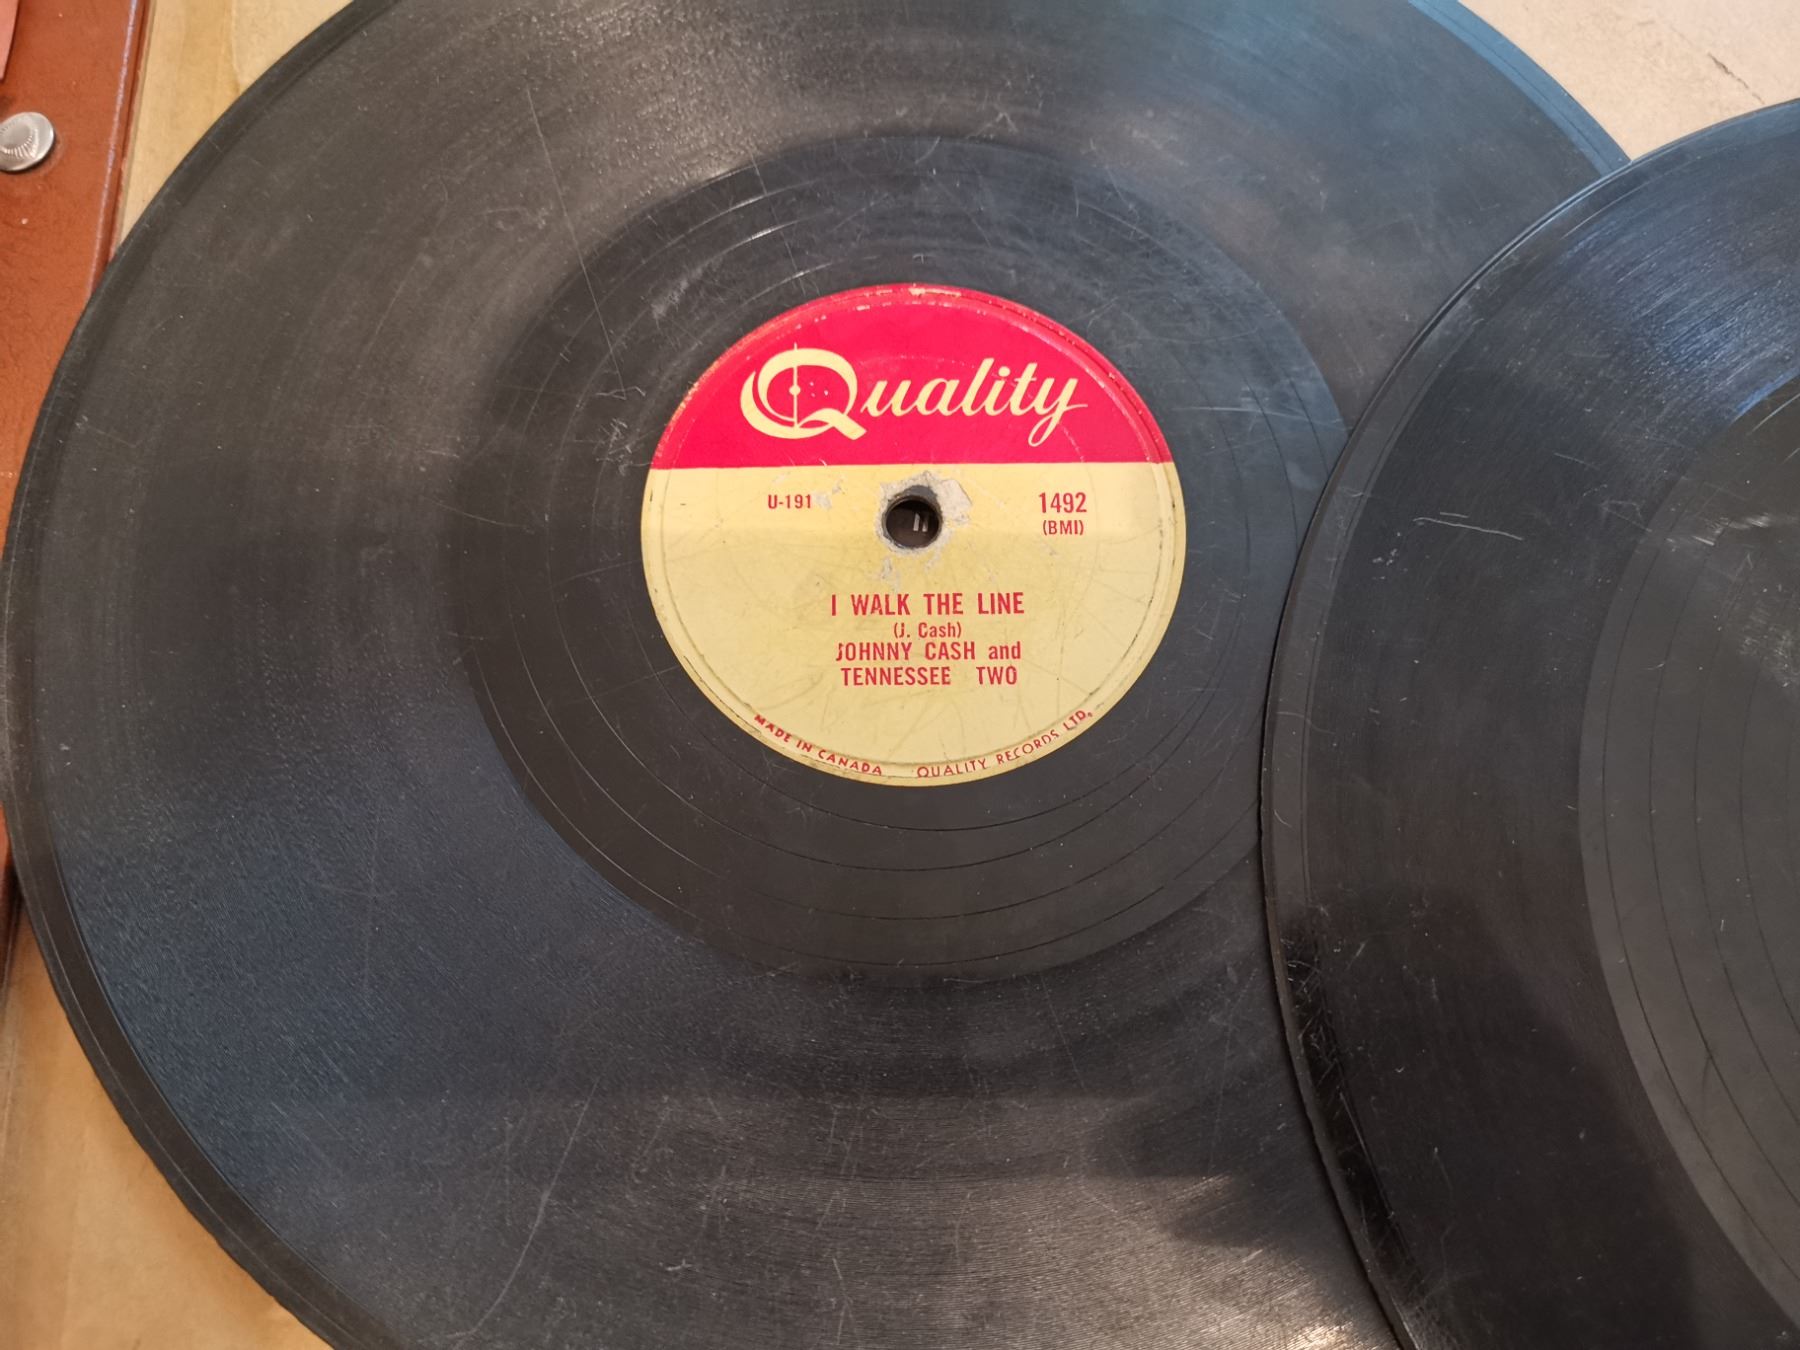 Quality
U-191 1492
(BMI)
I WALK THE LINE
(J. Cash)
JOHNNY CASH and
TENNESSEE TWO
MADE IN CANADA QUALITY RECORDS LTD.